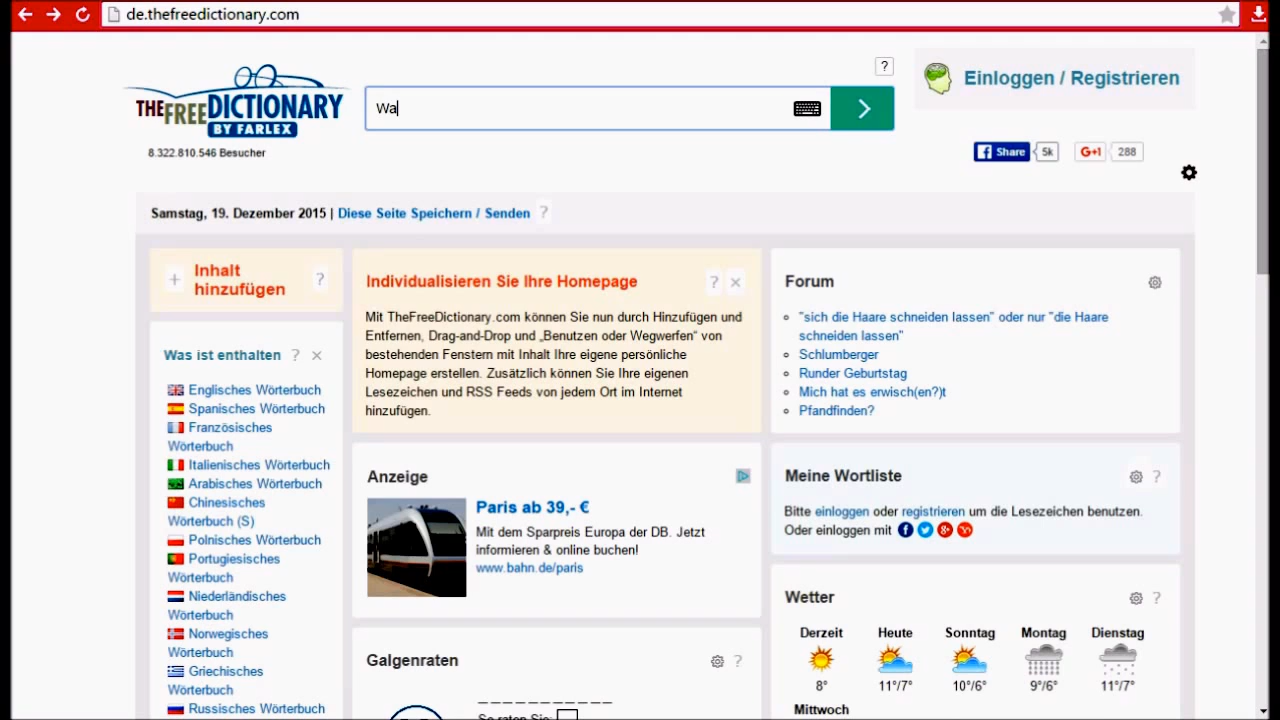 de.thefreedictionary.com
THEFREEDICTIONARY
BY FARLEX
8.322.810.546 Besucher
Wa
?
Einloggen / Registrieren
Share 5k G+1 288
Samstag, 19. Dezember 2015 | Diese Seite Speichern / Senden ?
+ Inhalt
hinzufügen ?
Was ist enthalten ? ×
Englisches Wörterbuch
Spanisches Wörterbuch
Französisches
Wörterbuch
Italienisches Wörterbuch
Arabisches Wörterbuch
Chinesisches
Wörterbuch (S)
Polnisches Wörterbuch
Portugiesisches
Wörterbuch
Niederländisches
Wörterbuch
Norwegisches
Wörterbuch
Griechisches
Wörterbuch
Russisches Wörterbuch
Individualisieren Sie Ihre Homepage ? ×
Mit TheFreeDictionary.com können Sie nun durch Hinzufügen und
Entfernen, Drag-and-Drop und „Benutzen oder Wegwerfen“ von
bestehenden Fenstern mit Inhalt Ihre eigene persönliche
Homepage erstellen. Zusätzlich können Sie Ihre eigenen
Lesezeichen und RSS Feeds von jedem Ort im Internet
hinzufügen.
Anzeige
Paris ab 39,- €
Mit dem Sparpreis Europa der DB. Jetzt
informieren & online buchen!
www.bahn.de/paris
Galgenraten ?
So raten Sie:
Forum
"sich die Haare schneiden lassen" oder nur "die Haare
schneiden lassen"
Schlumberger
Runder Geburtstag
Mich hat es erwisch(en?)t
Pfandfinden?
Meine Wortliste ?
Bitte einloggen oder registrieren um die Lesezeichen benutzen.
Oder einloggen mit
Wetter ?
Derzeit Heute Sonntag Montag Dienstag
8° 11°/7° 10°/6° 9°/6° 11°/7°
Mittwoch